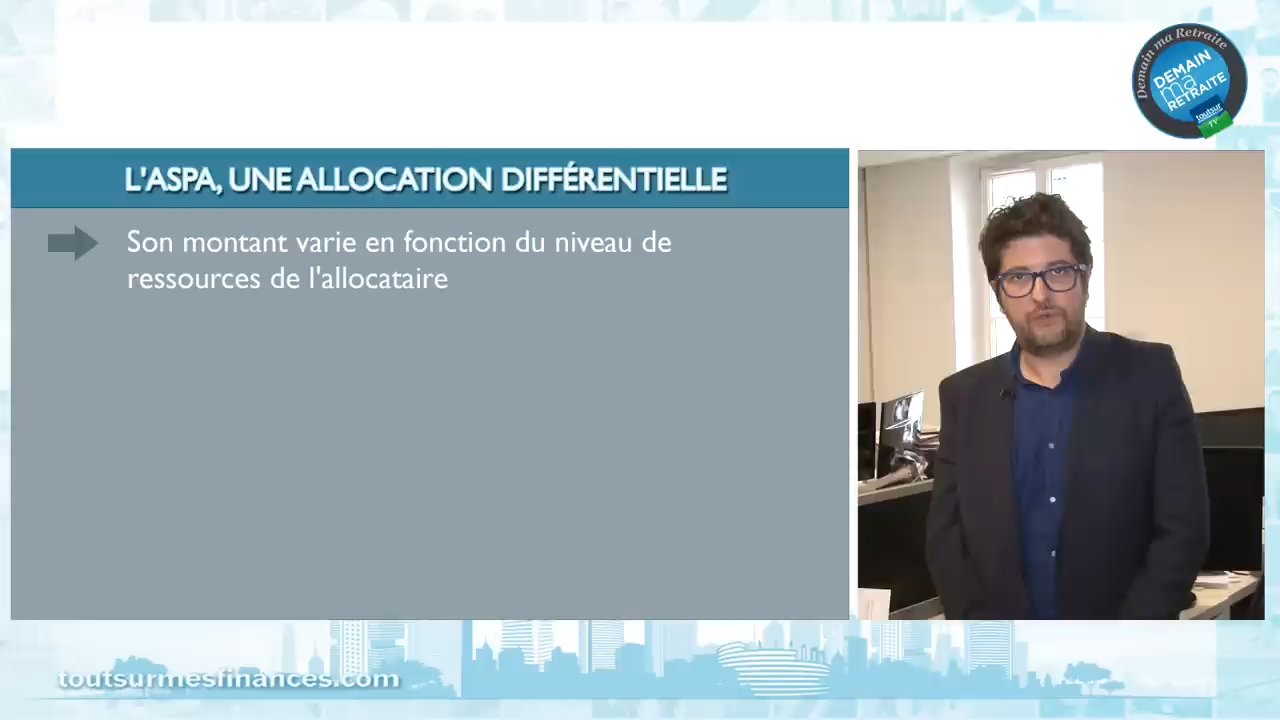 Demain ma Retraite
DEMAIN
ma
RETRAITE
toutsur
TV
L'ASPA, UNE ALLOCATION DIFFÉRENTIELLE
Son montant varie en fonction du niveau de
ressources de l'allocataire
toutsurmesfinances.com